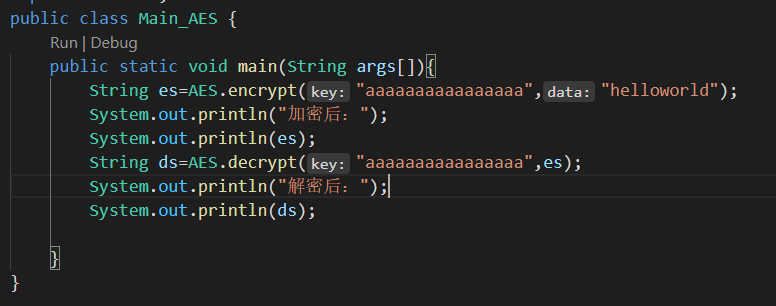 public class Main_AES {
Run | Debug
public static void main(String args[]){
String es=AES.encrypt(key: "aaaaaaaaaaaaaaaa",data: "helloworld");
System.out.println("加密后：");
System.out.println(es);
String ds=AES.decrypt(key: "aaaaaaaaaaaaaaaa",es);
System.out.println("解密后：");
System.out.println(ds);
}
}